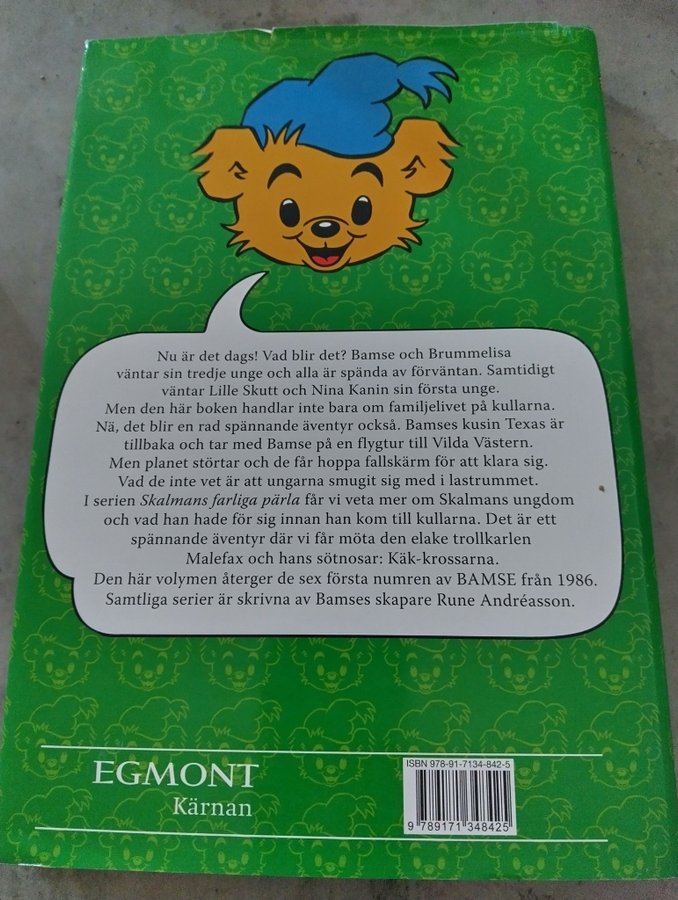 Nu är det dags! Vad blir det? Bamse och Brummelisa
väntar sin tredje unge och alla är spända av förväntan. Samtidigt
väntar Lille Skutt och Nina Kanin sin första unge.
Men den här boken handlar inte bara om familjelivet på kullarna.
Nä, det blir en rad spännande äventyr också. Bamses kusin Texas är
tillbaka och tar med Bamse på en flygtur till Vilda Västern.
Men planet störtar och de får hoppa fallskärm för att klara sig.
Vad de inte vet är att ungarna smugit sig med i lastrummet.
I serien Skalmans farliga pärla får vi veta mer om Skalmans ungdom
och vad han hade för sig innan han kom till kullarna. Det är ett
spännande äventyr där vi får möta den elake trollkarlen
Malefax och hans sötnosar: Käk-krossarna.
Den här volymen återger de sex första numren av BAMSE från 1986.
Samtliga serier är skrivna av Bamses skapare Rune Andréasson.
EGMONT
Kärnan
ISBN 978-91-7134-842-5
9 789171 348425